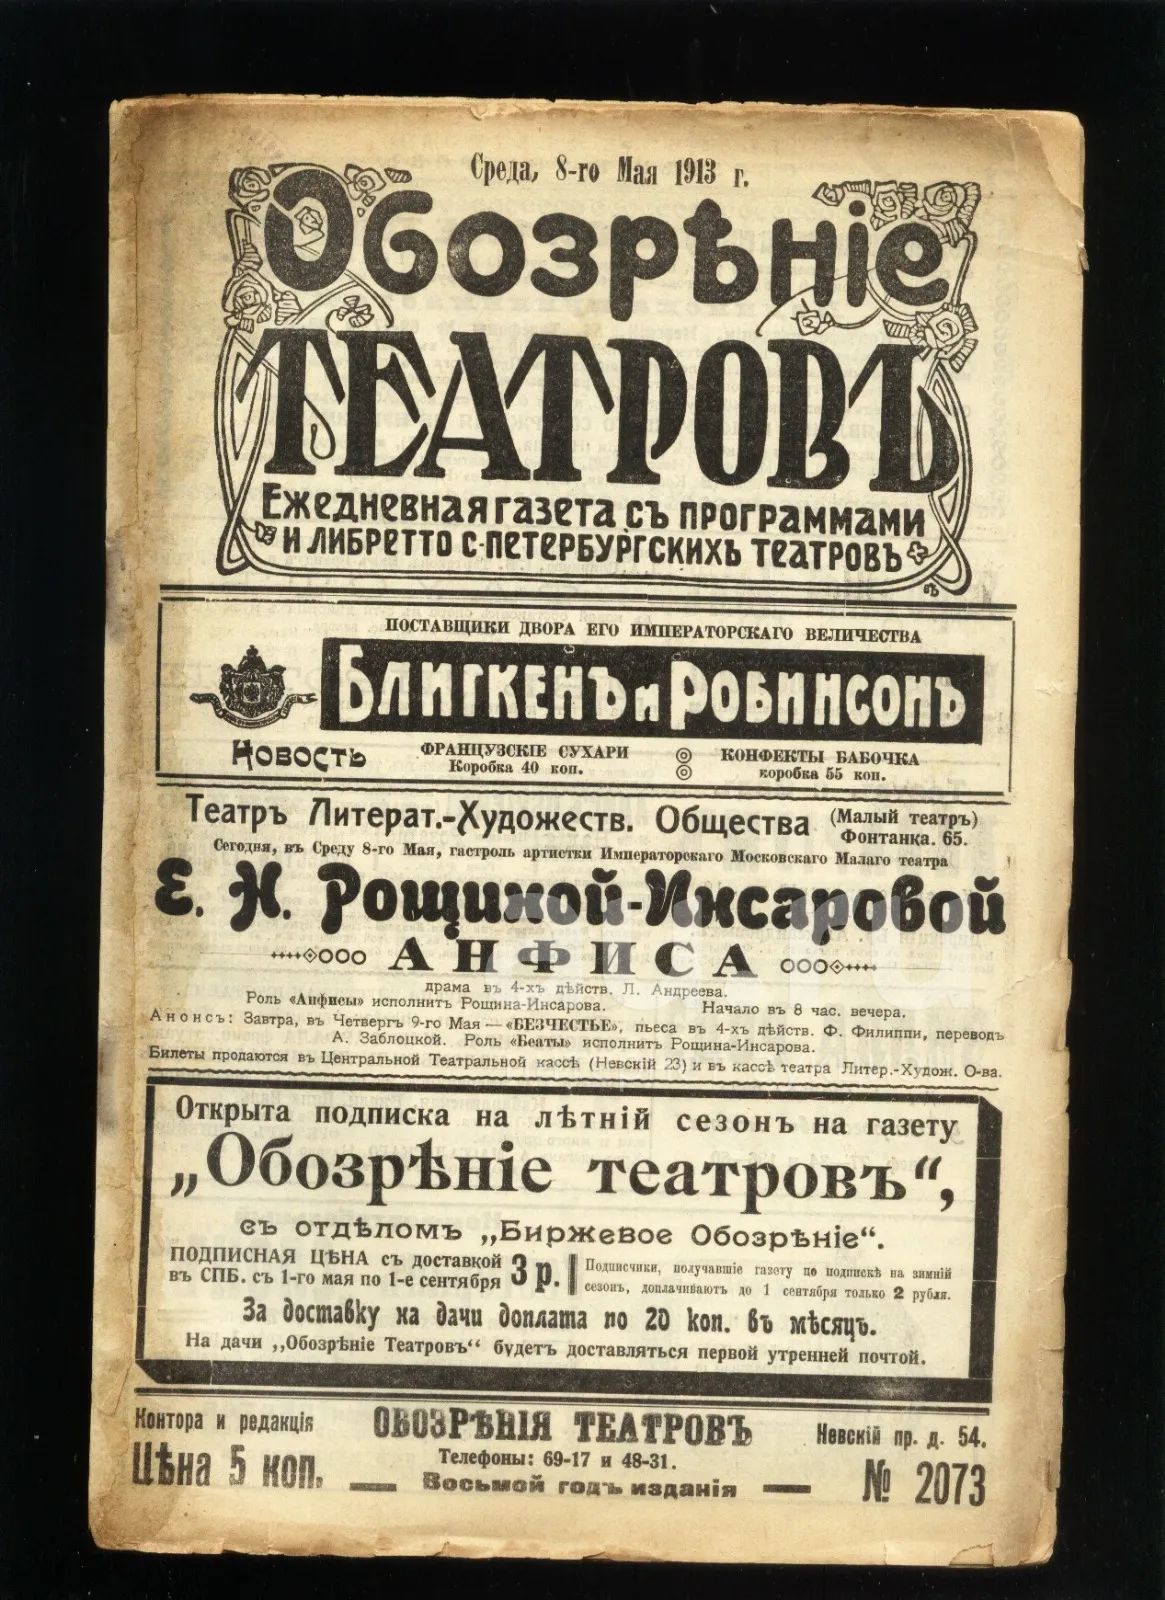 Среда, 8-го Мая 1913 г.
Обозрѣніе
ТЕАТРОВЪ
Ежедневная газета съ программами
и либретто С-Петербургскихъ театровъ
ПОСТАВЩИКИ ДВОРА ЕГО ИМПЕРАТОРСКАГО ВЕЛИЧЕСТВА
Блигкенъ и Робинсонъ
Новость
ФРАНЦУЗСКІЕ СУХАРИ
Коробка 40 коп.
КОНФЕКТЫ БАБОЧКА
коробка 55 коп.
Театръ Литерат.-Художеств. Общества (Малый театръ)
Фонтанка. 65.
Сегодня, въ Среду 8-го Мая, гастроль артистки Императорскаго Московскаго Малаго театра
Е. Н. Рощиной-Инсаровой
АНФИСА
драма въ 4-хъ дѣйств. Л. Андреева.
Роль «Анфисы» исполнитъ Рощина-Инсарова. Начало въ 8 час. вечера.
Анонсъ: Завтра, въ Четвергъ 9-го Мая — «БЕЗЧЕСТЬЕ», пьеса въ 4-хъ дѣйств. Ф. Филиппи, переводъ
А. Заблоцкой. Роль «Беаты» исполнитъ Рощина-Инсарова.
Билеты продаются въ Центральной Театральной кассѣ (Невскій 23) и въ кассѣ театра Литер.-Худож. О-ва.
Открыта подписка на лѣтній сезонъ на газету
„Обозрѣніе театровъ“,
съ отдѣломъ „Биржевое Обозрѣніе“.
ПОДПИСНАЯ ЦѢНА съ доставкой
въ СПБ. съ 1-го мая по 1-е сентября 3 р.
Подписчики, получавшіе газету по подпискѣ на зимній
сезонъ, доплачиваютъ до 1 сентября только 2 рубля.
За доставку на дачи доплата по 20 коп. въ мѣсяцъ.
На дачи „Обозрѣніе Театровъ“ будетъ доставляться первой утренней почтой.
Контора и редакція ОБОЗРѢНІЯ ТЕАТРОВЪ Невскій пр. д. 54.
Телефоны: 69-17 и 48-31.
Цѣна 5 коп. — Восьмой годъ изданія — № 2073